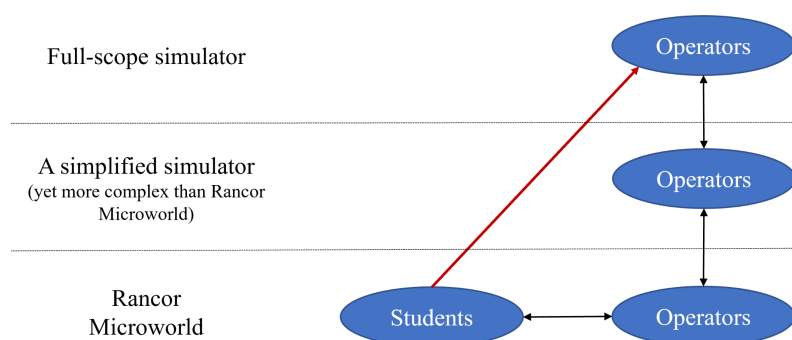 Full-scope simulator
Operators
A simplified simulator
(yet more complex than Rancor
Microworld)
Operators
Rancor
Microworld
Students
Operators